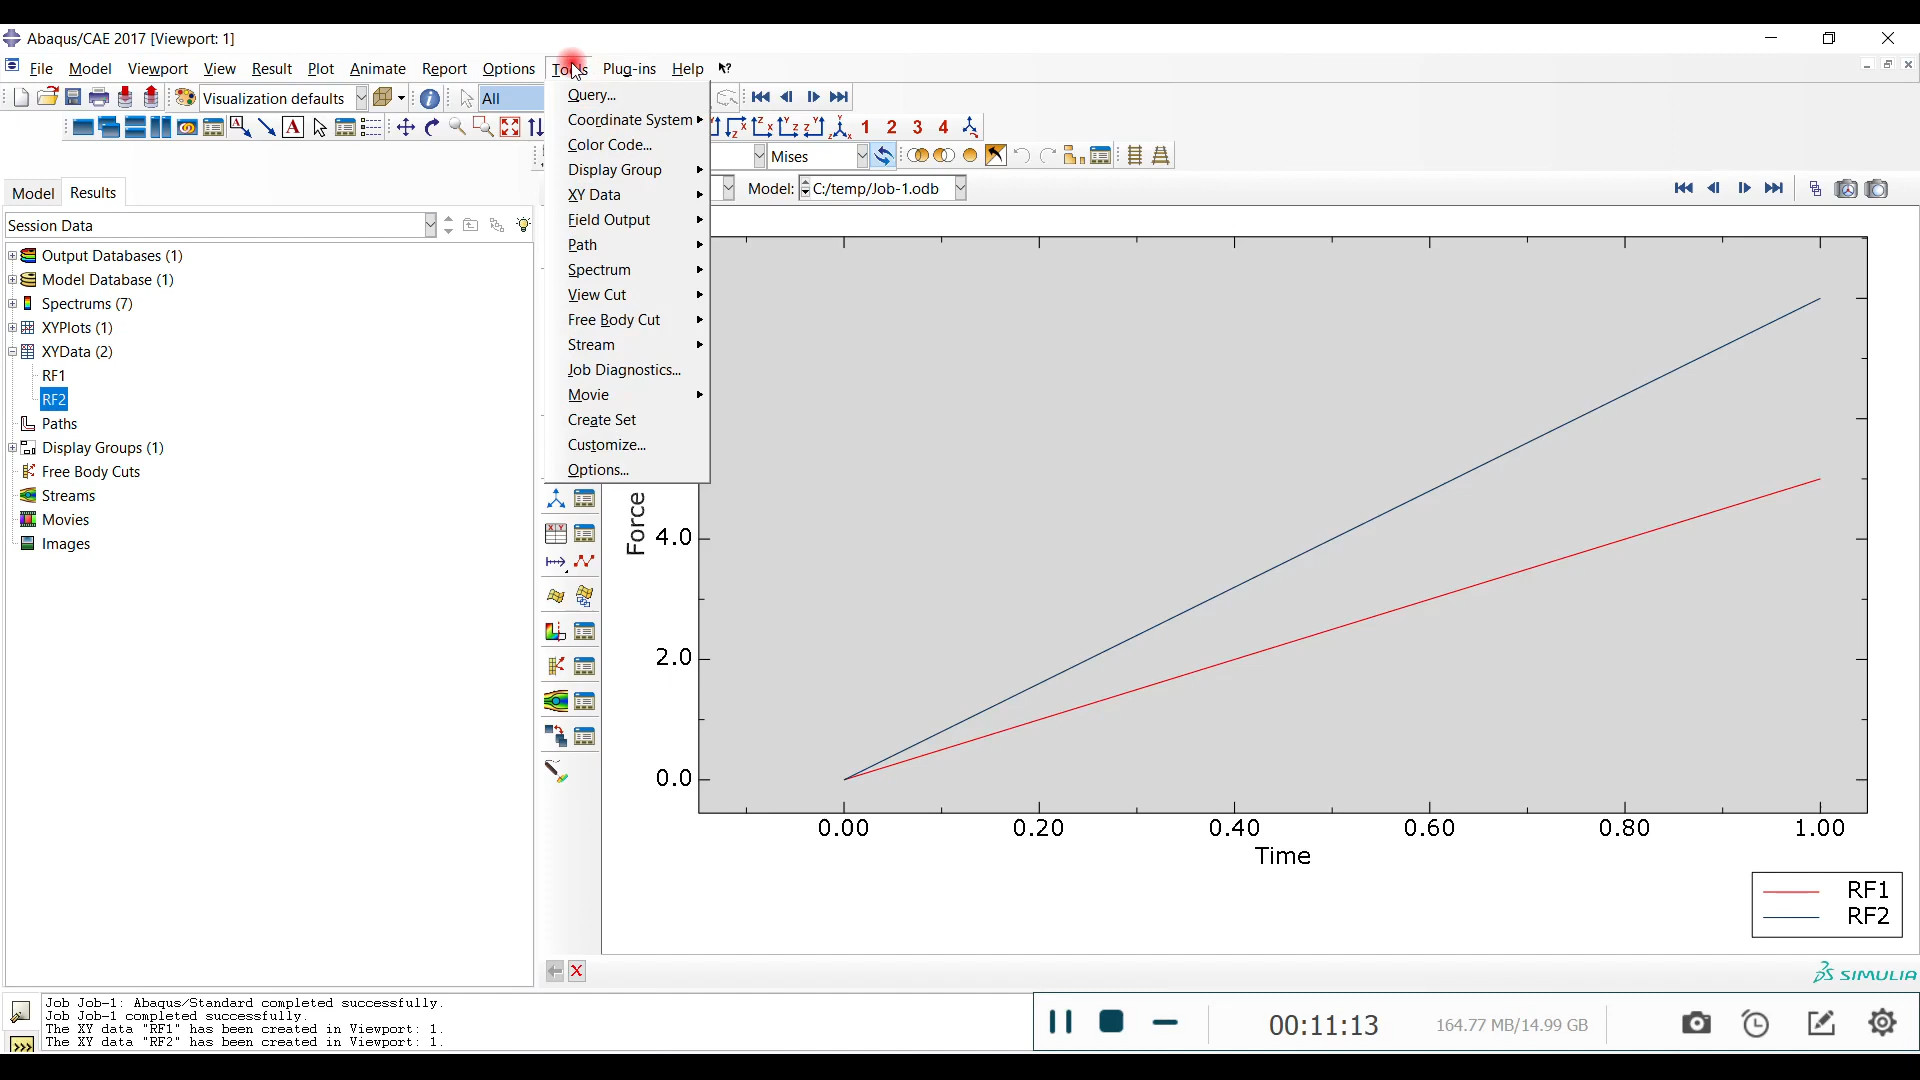 Abaqus/CAE 2017 [Viewport: 1]
File Model Viewport View Result Plot Animate Report Options Tools Plug-ins Help
Visualization defaults All
1 2 3 4
Mises
Model Results
Model: C:/temp/Job-1.odb
Session Data
Output Databases (1)
Model Database (1)
Spectrums (7)
XYPlots (1)
XYData (2)
RF1
RF2
Paths
Display Groups (1)
Free Body Cuts
Streams
Movies
Images
Query...
Coordinate System
Color Code...
Display Group
XY Data
Field Output
Path
Spectrum
View Cut
Free Body Cut
Stream
Job Diagnostics...
Movie
Create Set
Customize...
Options...
Force
4.0
2.0
0.0
0.00 0.20 0.40 0.60 0.80 1.00
Time
RF1
RF2
SIMULIA
Job Job-1: Abaqus/Standard completed successfully.
Job Job-1 completed successfully.
The XY data "RF1" has been created in Viewport: 1.
The XY data "RF2" has been created in Viewport: 1.
>>>
00:11:13 164.77 MB/14.99 GB